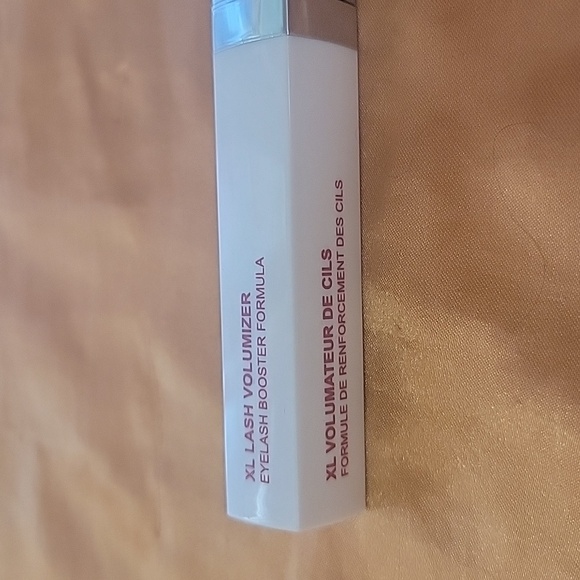 XL LASH VOLUMIZER
EYELASH BOOSTER FORMULA
XL VOLUMATEUR DE CILS
FORMULE DE RENFORCEMENT DES CILS